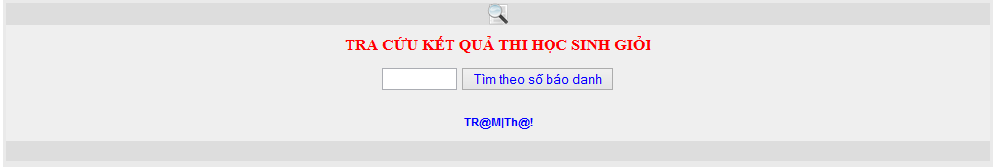 TRA CỨU KẾT QUẢ THI HỌC SINH GIỎI
Tìm theo số báo danh
TR@M|Th@!